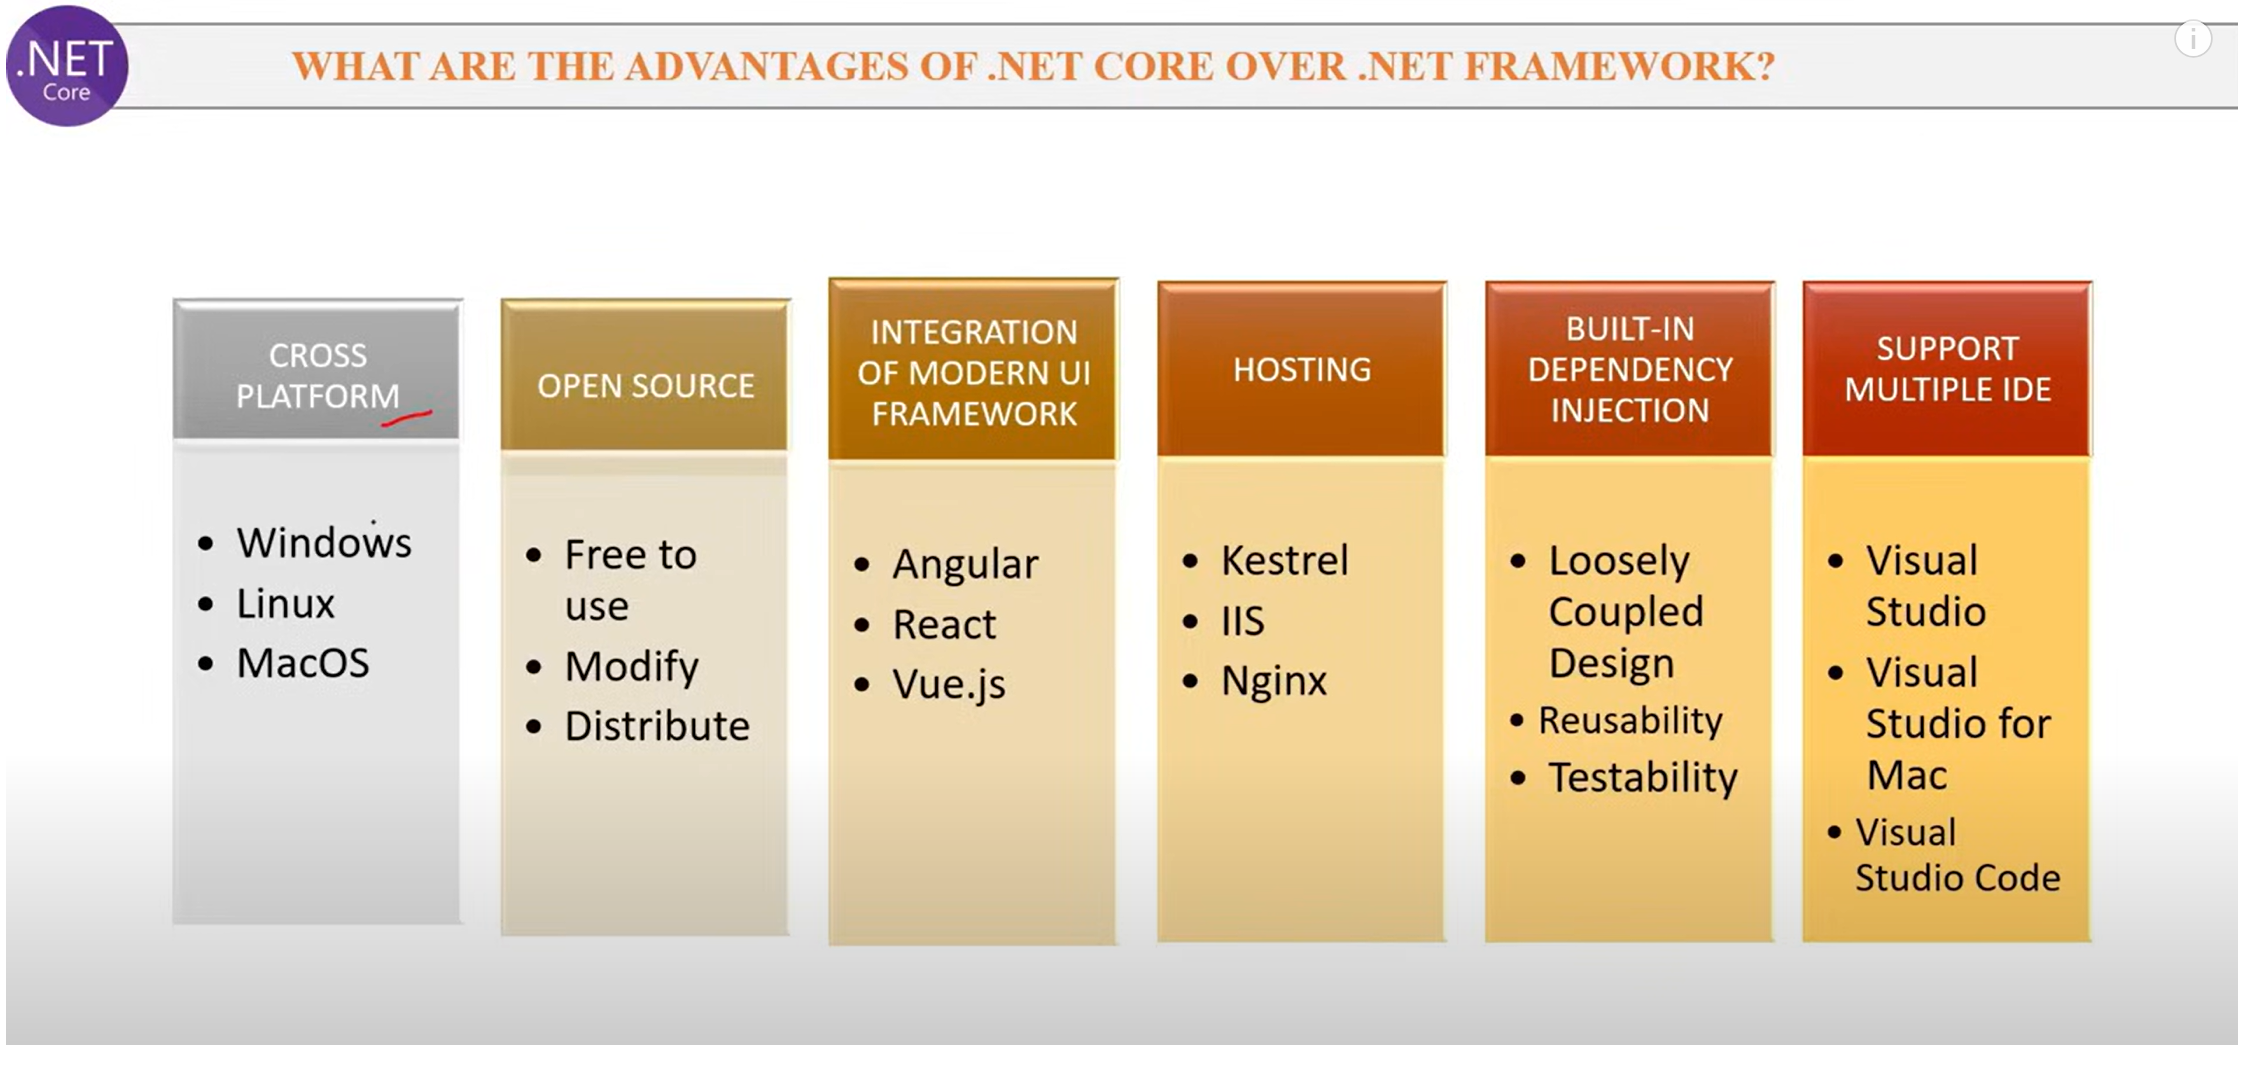 .NET
Core
WHAT ARE THE ADVANTAGES OF .NET CORE OVER .NET FRAMEWORK?
i
CROSS
PLATFORM
• Windows
• Linux
• MacOS
OPEN SOURCE
• Free to
use
• Modify
• Distribute
INTEGRATION
OF MODERN UI
FRAMEWORK
• Angular
• React
• Vue.js
HOSTING
• Kestrel
• IIS
• Nginx
BUILT-IN
DEPENDENCY
INJECTION
• Loosely
Coupled
Design
• Reusability
• Testability
SUPPORT
MULTIPLE IDE
• Visual
Studio
• Visual
Studio for
Mac
• Visual
Studio Code